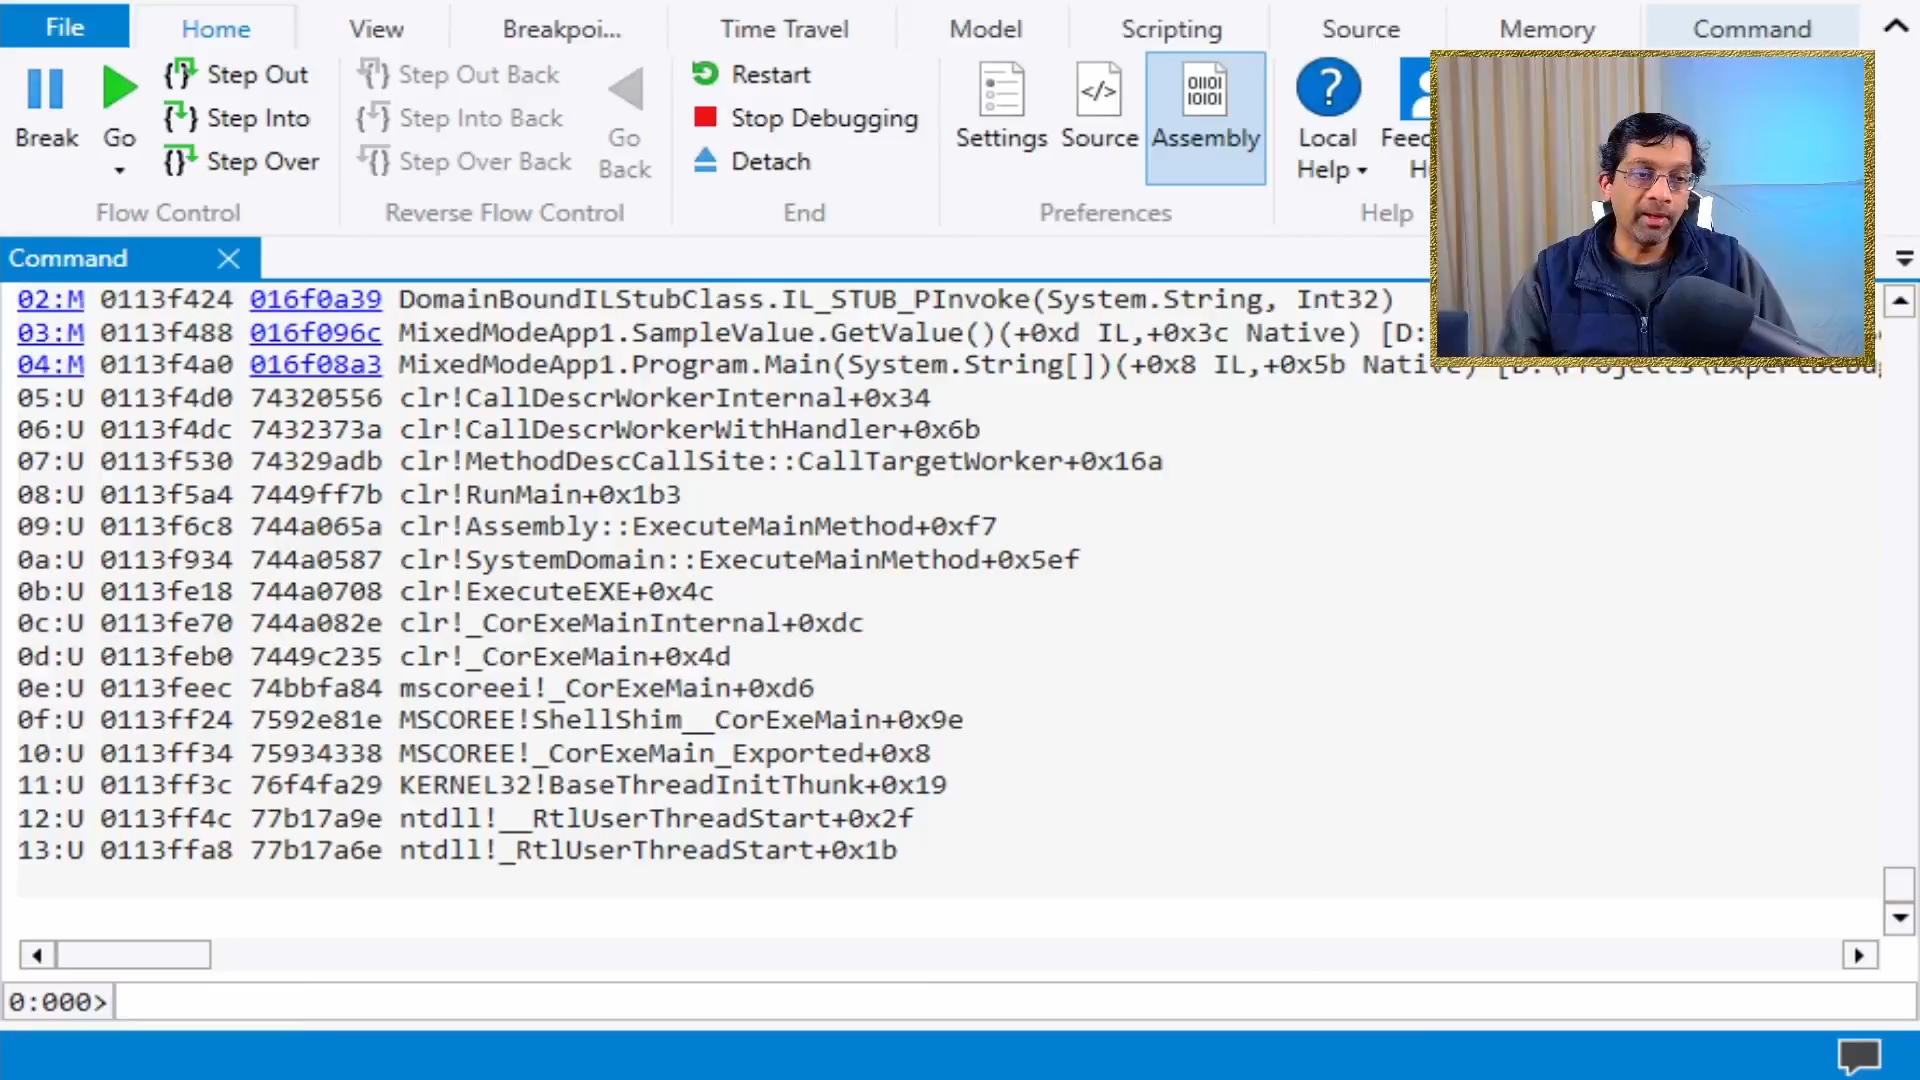 File Home View Breakpoi... Time Travel Model Scripting Source Memory Command
Break Go
Step Out
Step Into
Step Over
Flow Control
Step Out Back
Step Into Back
Step Over Back
Go Back
Reverse Flow Control
Restart
Stop Debugging
Detach
End
Settings Source Assembly
Preferences
Local Help
Help
Command
02:M 0113f424 016f0a39 DomainBoundILStubClass.IL_STUB_PInvoke(System.String, Int32)
03:M 0113f488 016f096c MixedModeApp1.SampleValue.GetValue()(+0xd IL,+0x3c Native) [D:
04:M 0113f4a0 016f08a3 MixedModeApp1.Program.Main(System.String[])(+0x8 IL,+0x5b Native) [D:\Projects\ExpertDebu
05:U 0113f4d0 74320556 clr!CallDescrWorkerInternal+0x34
06:U 0113f4dc 7432373a clr!CallDescrWorkerWithHandler+0x6b
07:U 0113f530 74329adb clr!MethodDescCallSite::CallTargetWorker+0x16a
08:U 0113f5a4 7449ff7b clr!RunMain+0x1b3
09:U 0113f6c8 744a065a clr!Assembly::ExecuteMainMethod+0xf7
0a:U 0113f934 744a0587 clr!SystemDomain::ExecuteMainMethod+0x5ef
0b:U 0113fe18 744a0708 clr!ExecuteEXE+0x4c
0c:U 0113fe70 744a082e clr!_CorExeMainInternal+0xdc
0d:U 0113feb0 7449c235 clr!_CorExeMain+0x4d
0e:U 0113feec 74bbfa84 mscoreei!_CorExeMain+0xd6
0f:U 0113ff24 7592e81e MSCOREE!ShellShim__CorExeMain+0x9e
10:U 0113ff34 75934338 MSCOREE!_CorExeMain_Exported+0x8
11:U 0113ff3c 76f4fa29 KERNEL32!BaseThreadInitThunk+0x19
12:U 0113ff4c 77b17a9e ntdll!__RtlUserThreadStart+0x2f
13:U 0113ffa8 77b17a6e ntdll!_RtlUserThreadStart+0x1b
0:000>